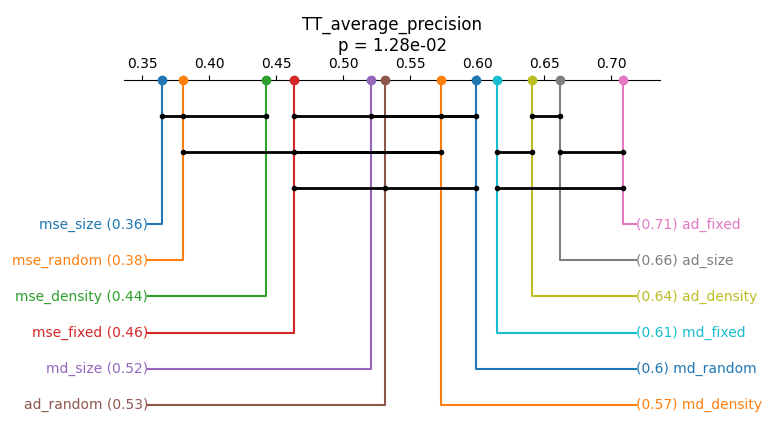 TT_average_precision
p = 1.28e-02
0.35 0.40 0.45 0.50 0.55 0.60 0.65 0.70
mse_size (0.36) (0.71) ad_fixed
mse_random (0.38) (0.66) ad_size
mse_density (0.44) (0.64) ad_density
mse_fixed (0.46) (0.61) md_fixed
md_size (0.52) (0.6) md_random
ad_random (0.53) (0.57) md_density